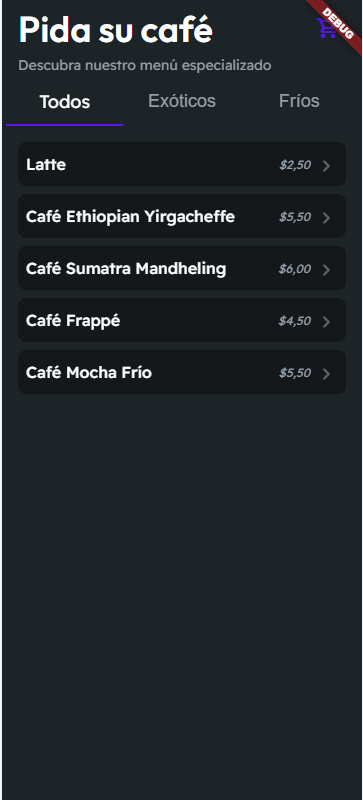 Pida su café
DEBUG
Descubra nuestro menú especializado
Todos Exóticos Fríos
Latte $2,50
Café Ethiopian Yirgacheffe $5,50
Café Sumatra Mandheling $6,00
Café Frappé $4,50
Café Mocha Frío $5,50